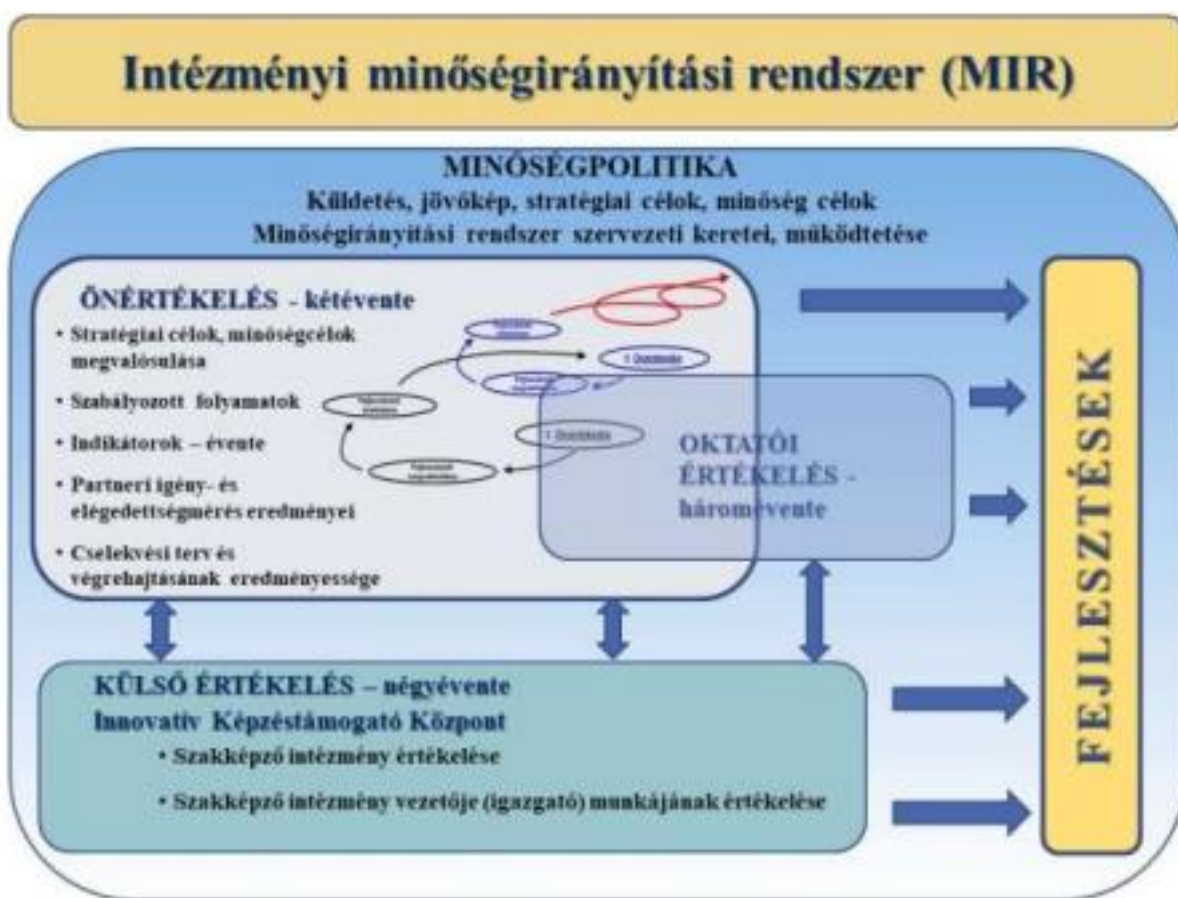 Intézményi minőségirányítási rendszer (MIR)
MINŐSÉGPOLITIKA
Küldetés, jövőkép, stratégiai célok, minőség célok
Minőségirányítási rendszer szervezeti keretei, működtetése
ÖNÉRTÉKELÉS - kétévente
• Stratégiai célok, minőségcélok
megvalósulása
• Szabályozott folyamatok
• Indikátorok – évente
• Partneri igény- és
elégedettségmérés eredményei
• Cselekvési terv és
végrehajtásának eredményessége
OKTATÓI
ÉRTÉKELÉS -
háromévente
KÜLSŐ ÉRTÉKELÉS – négyévente
Innovatív Képzéstámogató Központ
• Szakképző intézmény értékelése
• Szakképző intézmény vezetője (igazgató) munkájának értékelése
FEJLESZTÉSEK